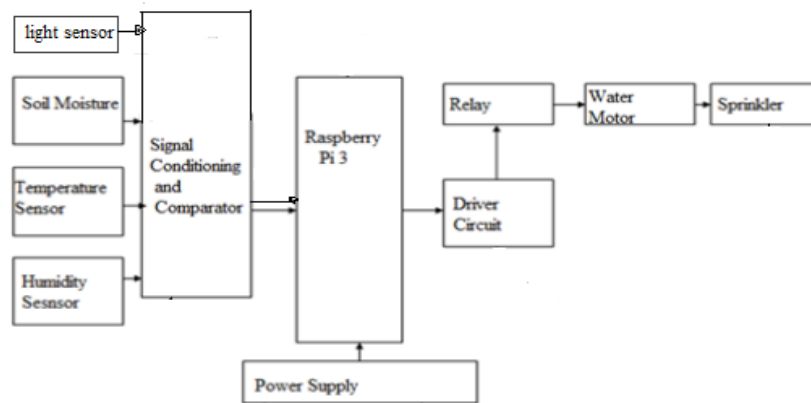 light sensor
Soil Moisture
Temperature
Sensor
Humidity
Sesnsor
Signal
Conditioning
and
Comparator
Raspberry
Pi 3
Power Supply
Driver
Circuit
Relay
Water
Motor
Sprinkler